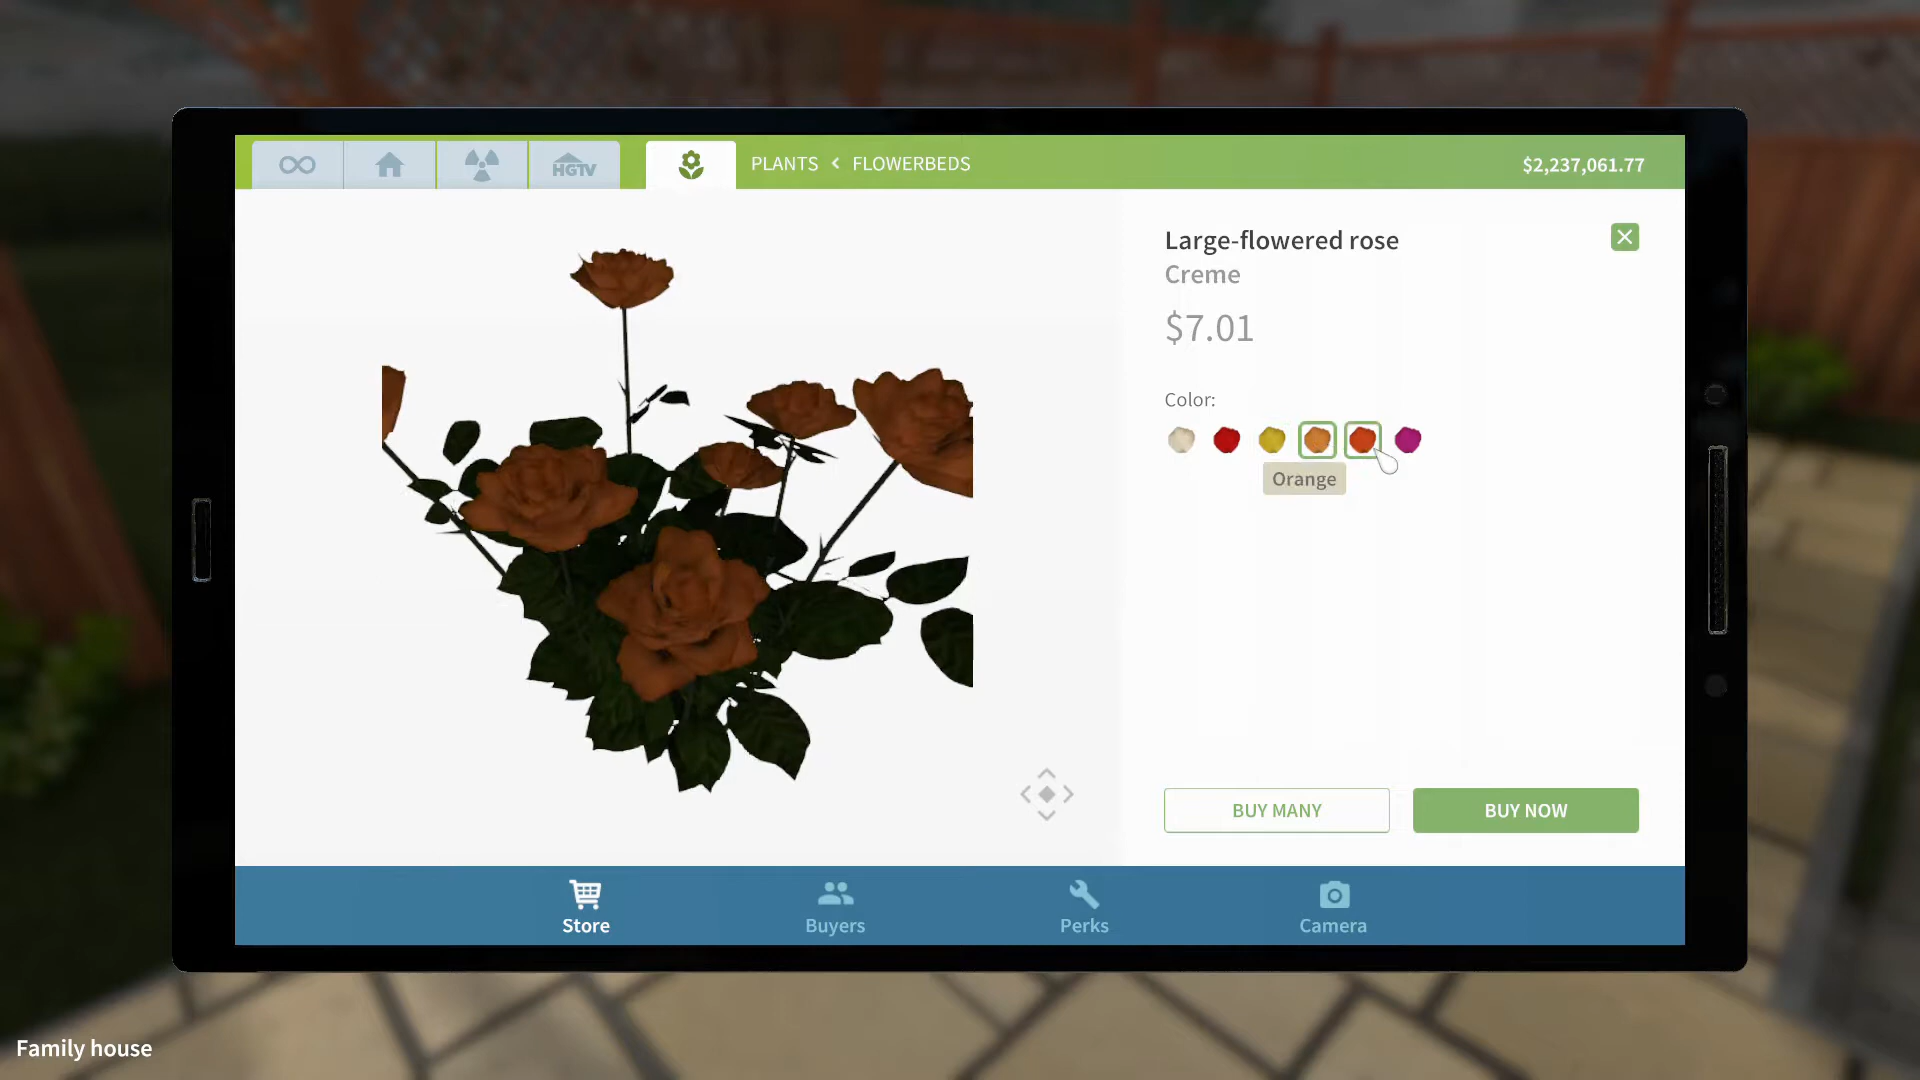 HGTV
PLANTS < FLOWERBEDS
$2,237,061.77
Large-flowered rose
Creme
$7.01
Color:
Orange
BUY MANY
BUY NOW
Store
Buyers
Perks
Camera
Family house